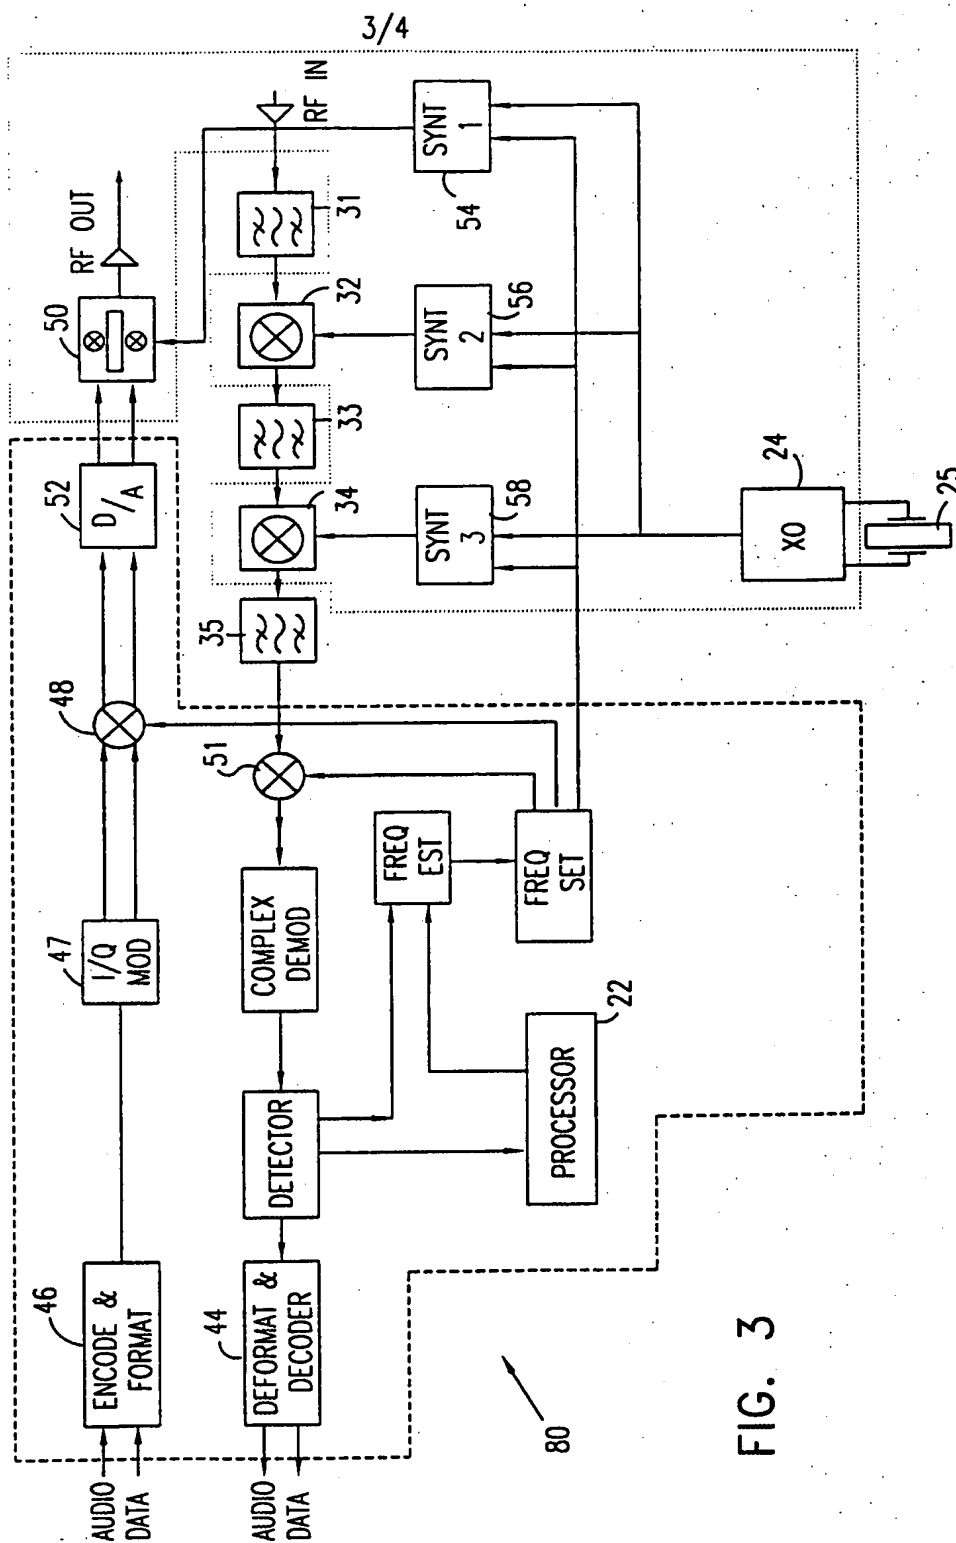 3/4
AUDIO
DATA
46
ENCODE &
FORMAT
47
I/Q
MOD
48
52
D/A
50
RF OUT
AUDIO
DATA
44
DEFORMAT &
DECODER
DETECTOR
COMPLEX
DEMOD
51
35
34
33
32
31
RF IN
FREQ
EST
FREQ
SET
PROCESSOR
22
SYNT
3
58
SYNT
2
56
SYNT
1
54
XO
24
25
80
FIG. 3